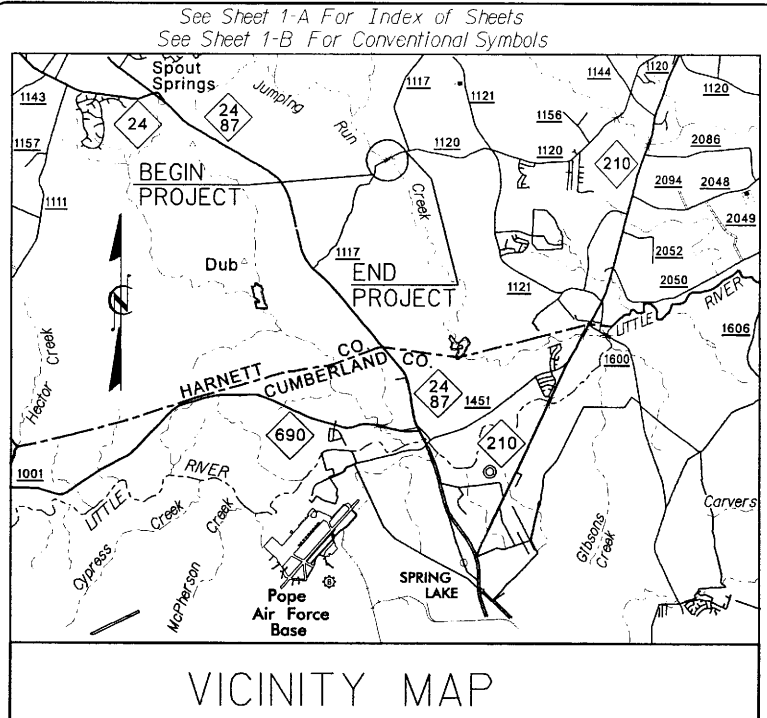 See Sheet 1-A For Index of Sheets
See Sheet 1-B For Conventional Symbols
Spout
Springs
1143
24
24
87
Jumping
Run
Creek
1117
1121
1144
1120
1120
1156
1157
1120
1120
210
2086
BEGIN
PROJECT
1111
2094
2048
2049
Dub
1117
END
PROJECT
2052
2050
1121
LITTLE
RIVER
Hector Creek
HARNETT CO.
CUMBERLAND CO.
1606
1600
24
87
1451
690
210
1001
LITTLE
RIVER
Cypress Creek
McPherson Creek
Gibsons
Creek
Carvers
Pope
Air Force
Base
SPRING
LAKE
VICINITY MAP